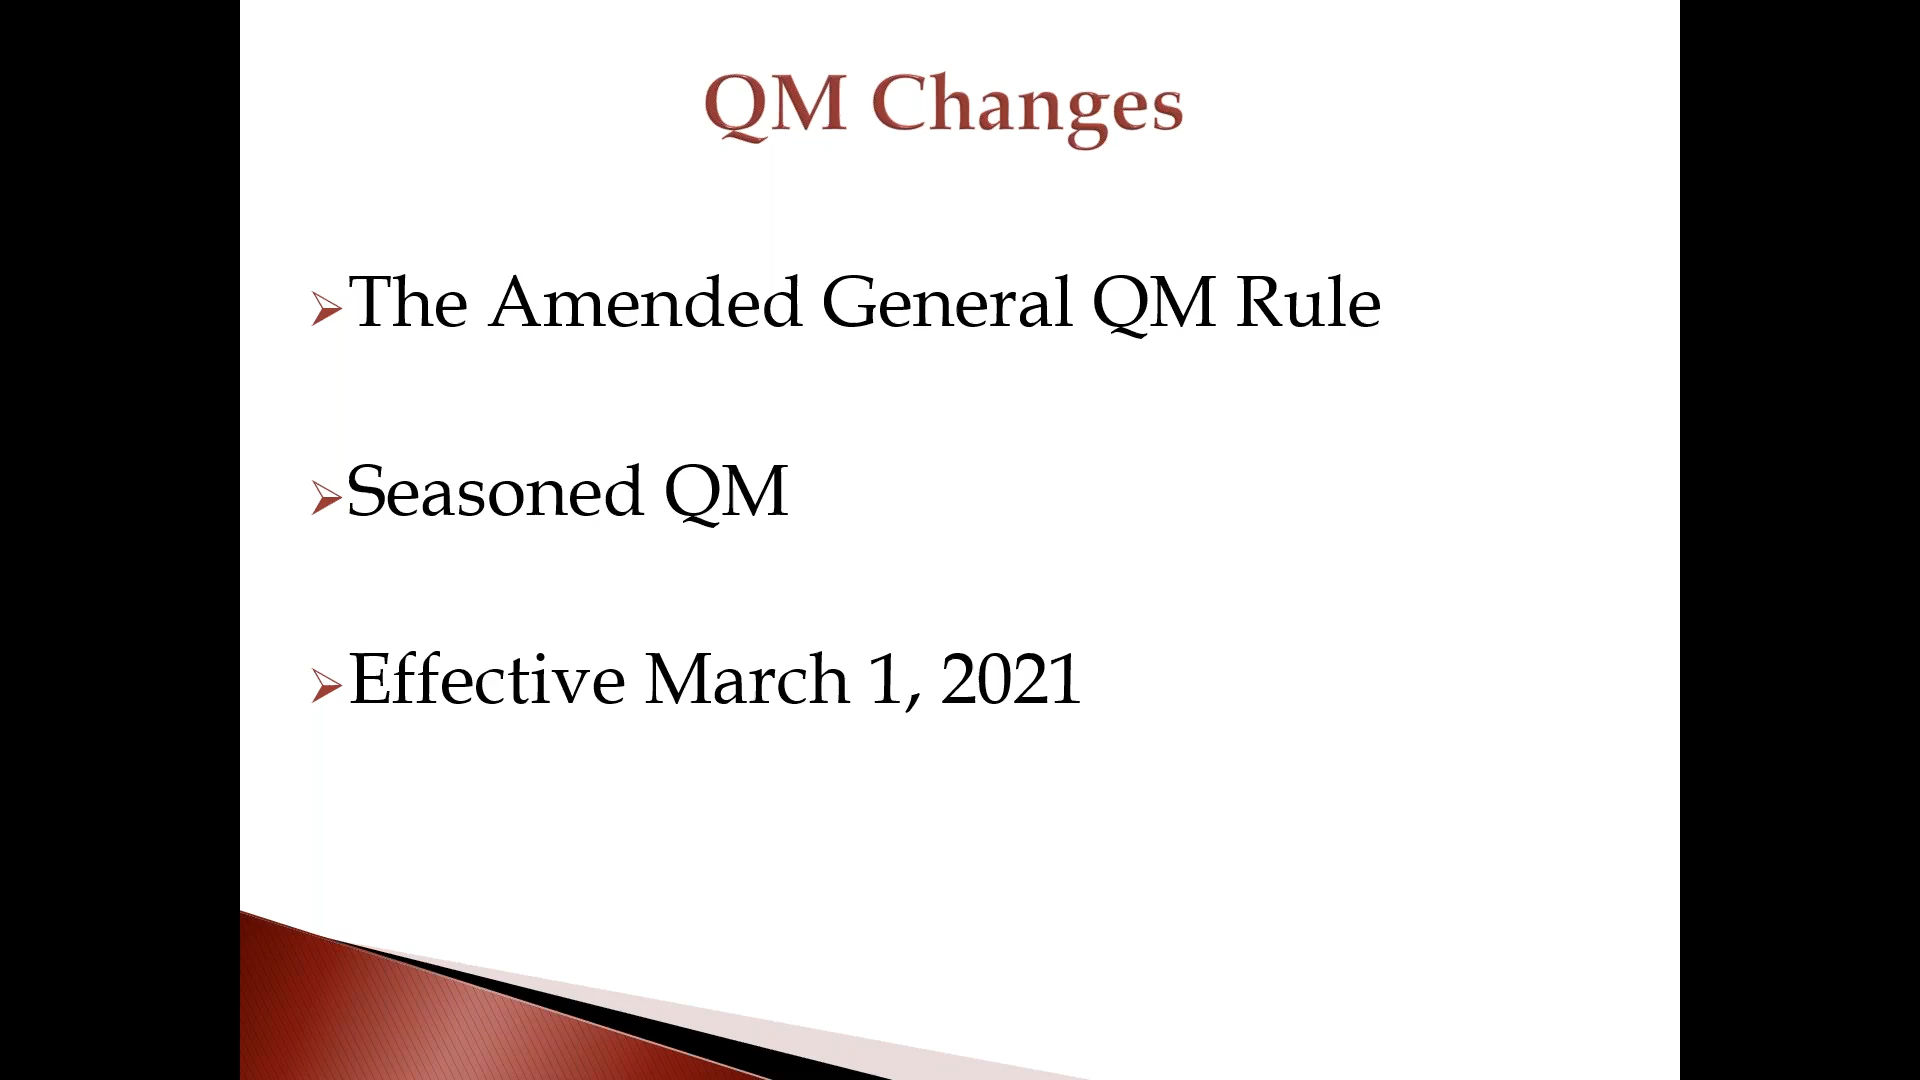 QM Changes
The Amended General QM Rule
Seasoned QM
Effective March 1, 2021